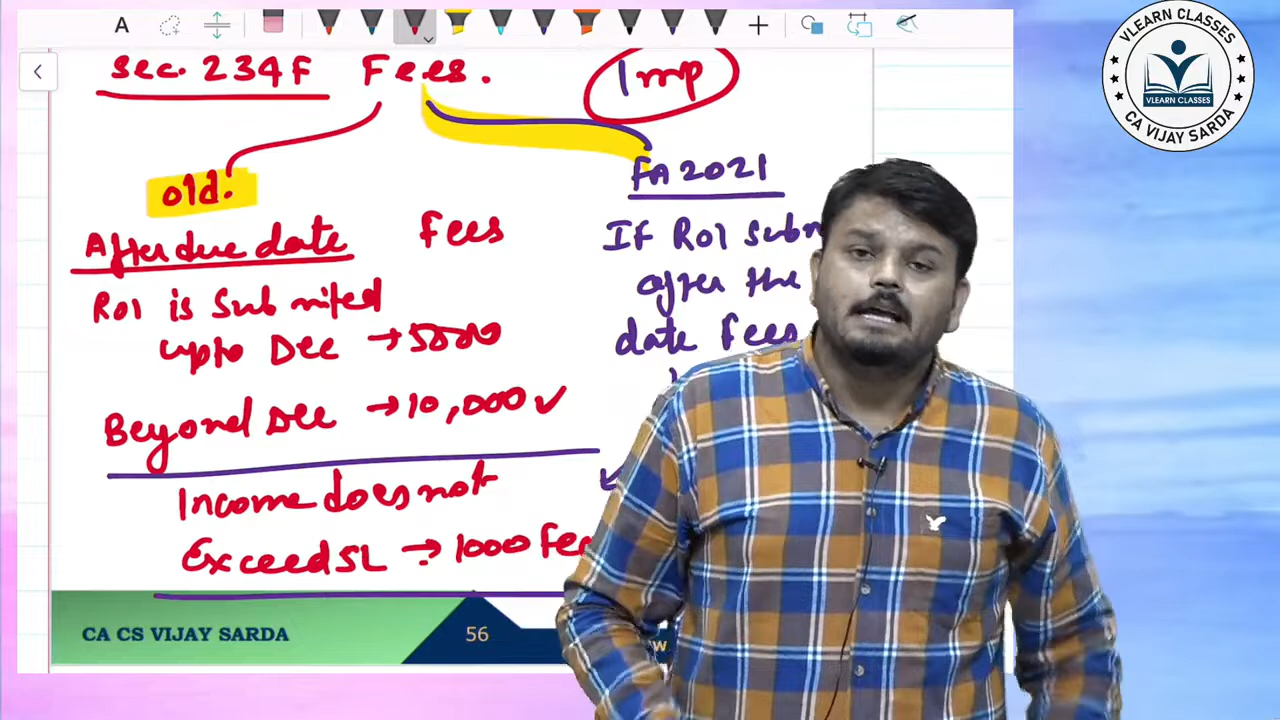 A
Sec. 234F Fees.
Imp
old.
FA 2021
After due date Fees
ROI is Submited
upto Dec → 5000
Beyond Dec → 10,000 ✓
Income does not
Exceed 5L → 1000 Fee
If ROI subm
after the
date fees
CA CS VIJAY SARDA
56
W
VLEARN CLASSES
VLEARN CLASSES
CA VIJAY SARDA